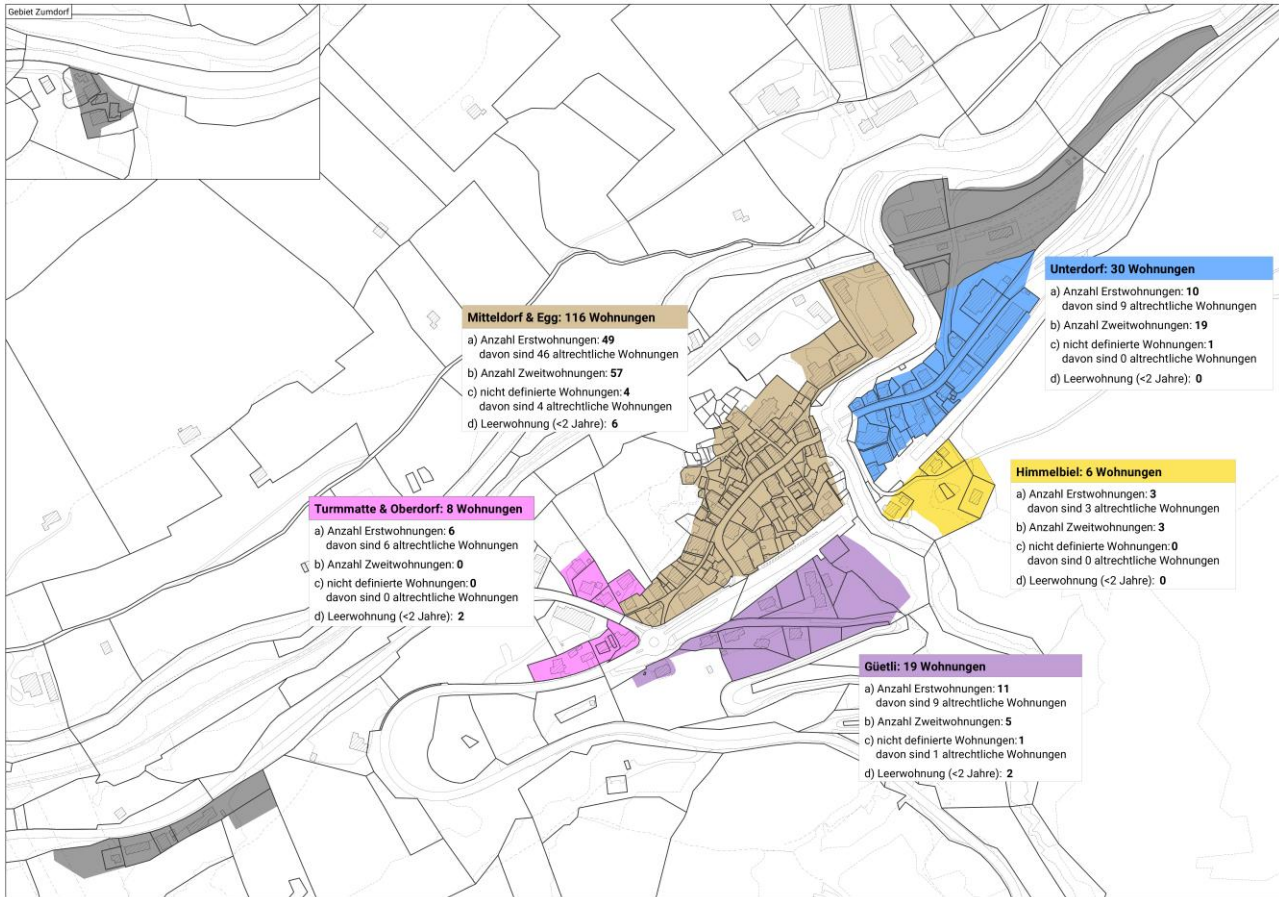 Gebiet Zumdorf
Unterdorf: 30 Wohnungen
a) Anzahl Erstwohnungen: 10
davon sind 9 altrechtliche Wohnungen
b) Anzahl Zweitwohnungen: 19
c) nicht definierte Wohnungen: 1
davon sind 0 altrechtliche Wohnungen
d) Leerwohnung (<2 Jahre): 0
Mitteldorf & Egg: 116 Wohnungen
a) Anzahl Erstwohnungen: 49
davon sind 46 altrechtliche Wohnungen
b) Anzahl Zweitwohnungen: 57
c) nicht definierte Wohnungen: 4
davon sind 4 altrechtliche Wohnungen
d) Leerwohnung (<2 Jahre): 6
Himmelbiel: 6 Wohnungen
a) Anzahl Erstwohnungen: 3
davon sind 3 altrechtliche Wohnungen
b) Anzahl Zweitwohnungen: 3
c) nicht definierte Wohnungen: 0
davon sind 0 altrechtliche Wohnungen
d) Leerwohnung (<2 Jahre): 0
Turmmatte & Oberdorf: 8 Wohnungen
a) Anzahl Erstwohnungen: 6
davon sind 6 altrechtliche Wohnungen
b) Anzahl Zweitwohnungen: 0
c) nicht definierte Wohnungen: 0
davon sind 0 altrechtliche Wohnungen
d) Leerwohnung (<2 Jahre): 2
Güetli: 19 Wohnungen
a) Anzahl Erstwohnungen: 11
davon sind 9 altrechtliche Wohnungen
b) Anzahl Zweitwohnungen: 5
c) nicht definierte Wohnungen: 1
davon sind 1 altrechtliche Wohnungen
d) Leerwohnung (<2 Jahre): 2